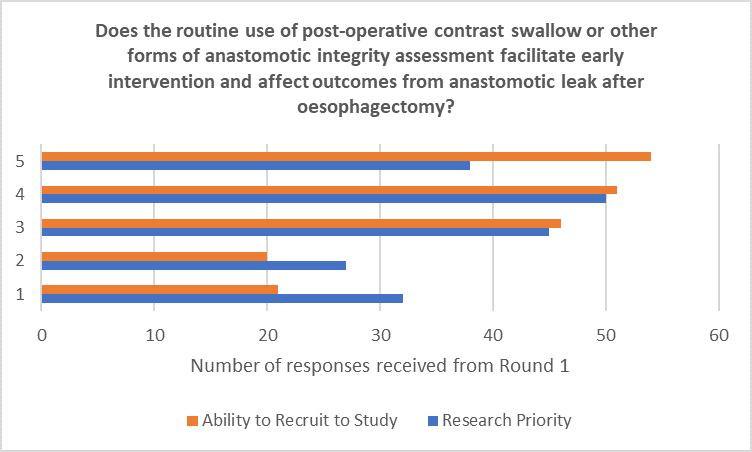 Does the routine use of post-operative contrast swallow or other
forms of anastomotic integrity assessment facilitate early
intervention and affect outcomes from anastomotic leak after
oesophagectomy?
5
4
3
2
1
0 10 20 30 40 50 60
Number of responses received from Round 1
Ability to Recruit to Study Research Priority